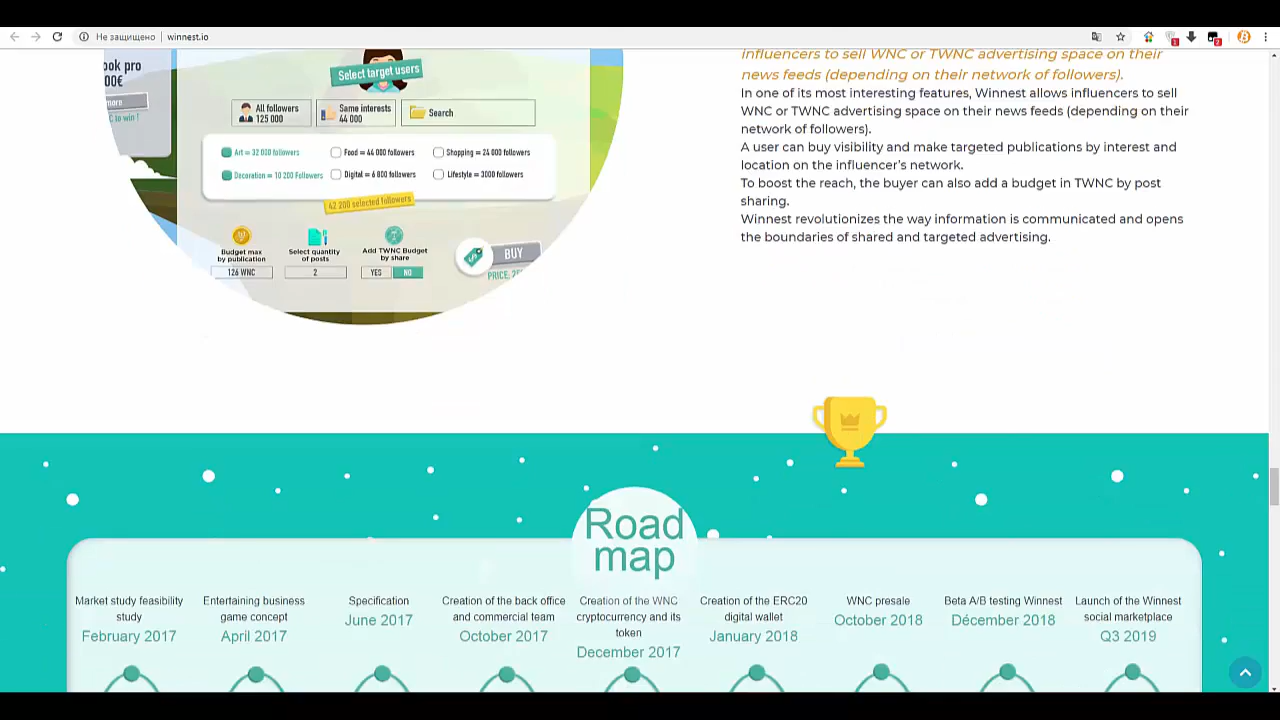 Не защищено
winnest.io
ook pro
00€
more
C to win !
Select target users
All followers
125 000
Same interests
44 000
Search
Art = 32 000 followers
Food = 44 000 followers
Shopping = 24 000 followers
Decoration = 10 200 Followers
Digital = 6 800 followers
Lifestyle = 3000 followers
42 200 selected followers
Budget max
by publication
126 WNC
Select quantity
of posts
2
Add TWNC Budget
by share
YES
NO
BUY
influencers to sell WNC or TWNC advertising space on their
news feeds (depending on their network of followers).
In one of its most interesting features, Winnest allows influencers to sell
WNC or TWNC advertising space on their news feeds (depending on their
network of followers).
A user can buy visibility and make targeted publications by interest and
location on the influencer's network.
To boost the reach, the buyer can also add a budget in TWNC by post
sharing.
Winnest revolutionizes the way information is communicated and opens
the boundaries of shared and targeted advertising.
Road
map
Market study feasibility
study
February 2017
Entertaining business
game concept
April 2017
Specification
June 2017
Creation of the back office
and commercial team
October 2017
Creation of the WNC
cryptocurrency and its
token
December 2017
Creation of the ERC20
digital wallet
January 2018
WNC presale
October 2018
Beta A/B testing Winnest
Décember 2018
Launch of the Winnest
social marketplace
Q3 2019